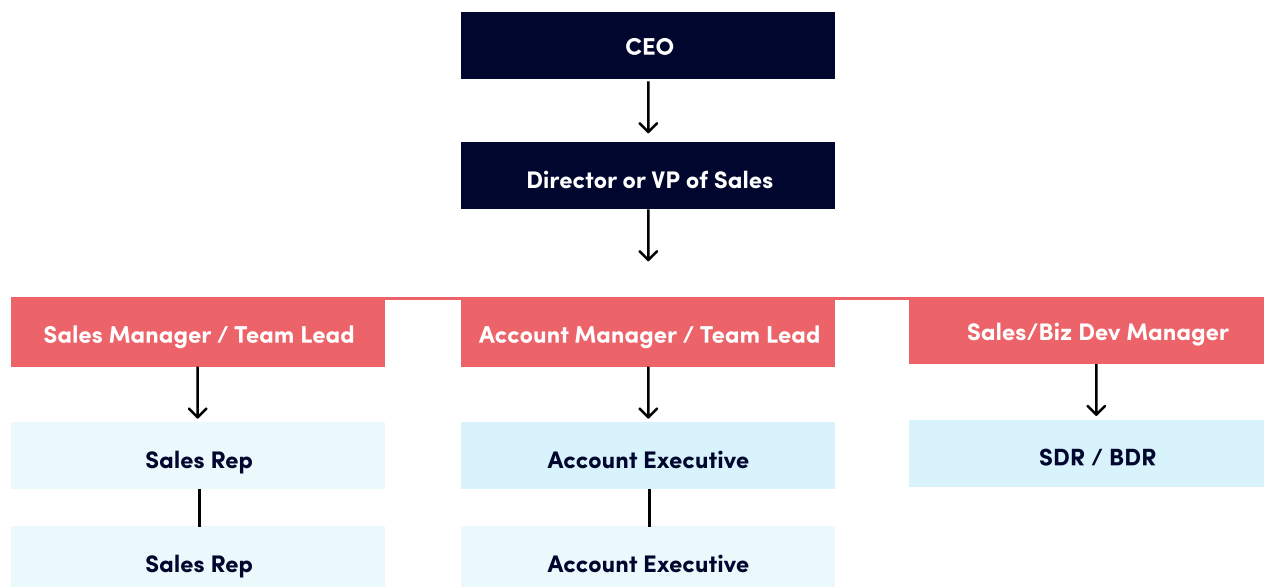 CEO
Director or VP of Sales
Sales Manager / Team Lead
Account Manager / Team Lead
Sales/Biz Dev Manager
Sales Rep
Account Executive
SDR / BDR
Sales Rep
Account Executive